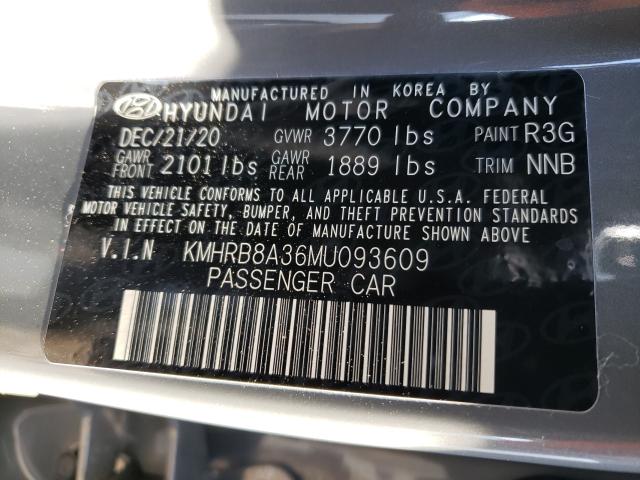 MANUFACTURED IN KOREA BY
HYUNDAI MOTOR COMPANY
DEC/21/20 GVWR 3770 lbs PAINT R3G
GAWR FRONT 2101 lbs GAWR REAR 1889 lbs TRIM NNB
THIS VEHICLE CONFORMS TO ALL APPLICABLE U.S.A. FEDERAL
MOTOR VEHICLE SAFETY, BUMPER, AND THEFT PREVENTION
STANDARDS IN EFFECT ON THE DATE OF MANUFACTURE SHOWN ABOVE.
V.I.N KMHRB8A36MU093609
PASSENGER CAR